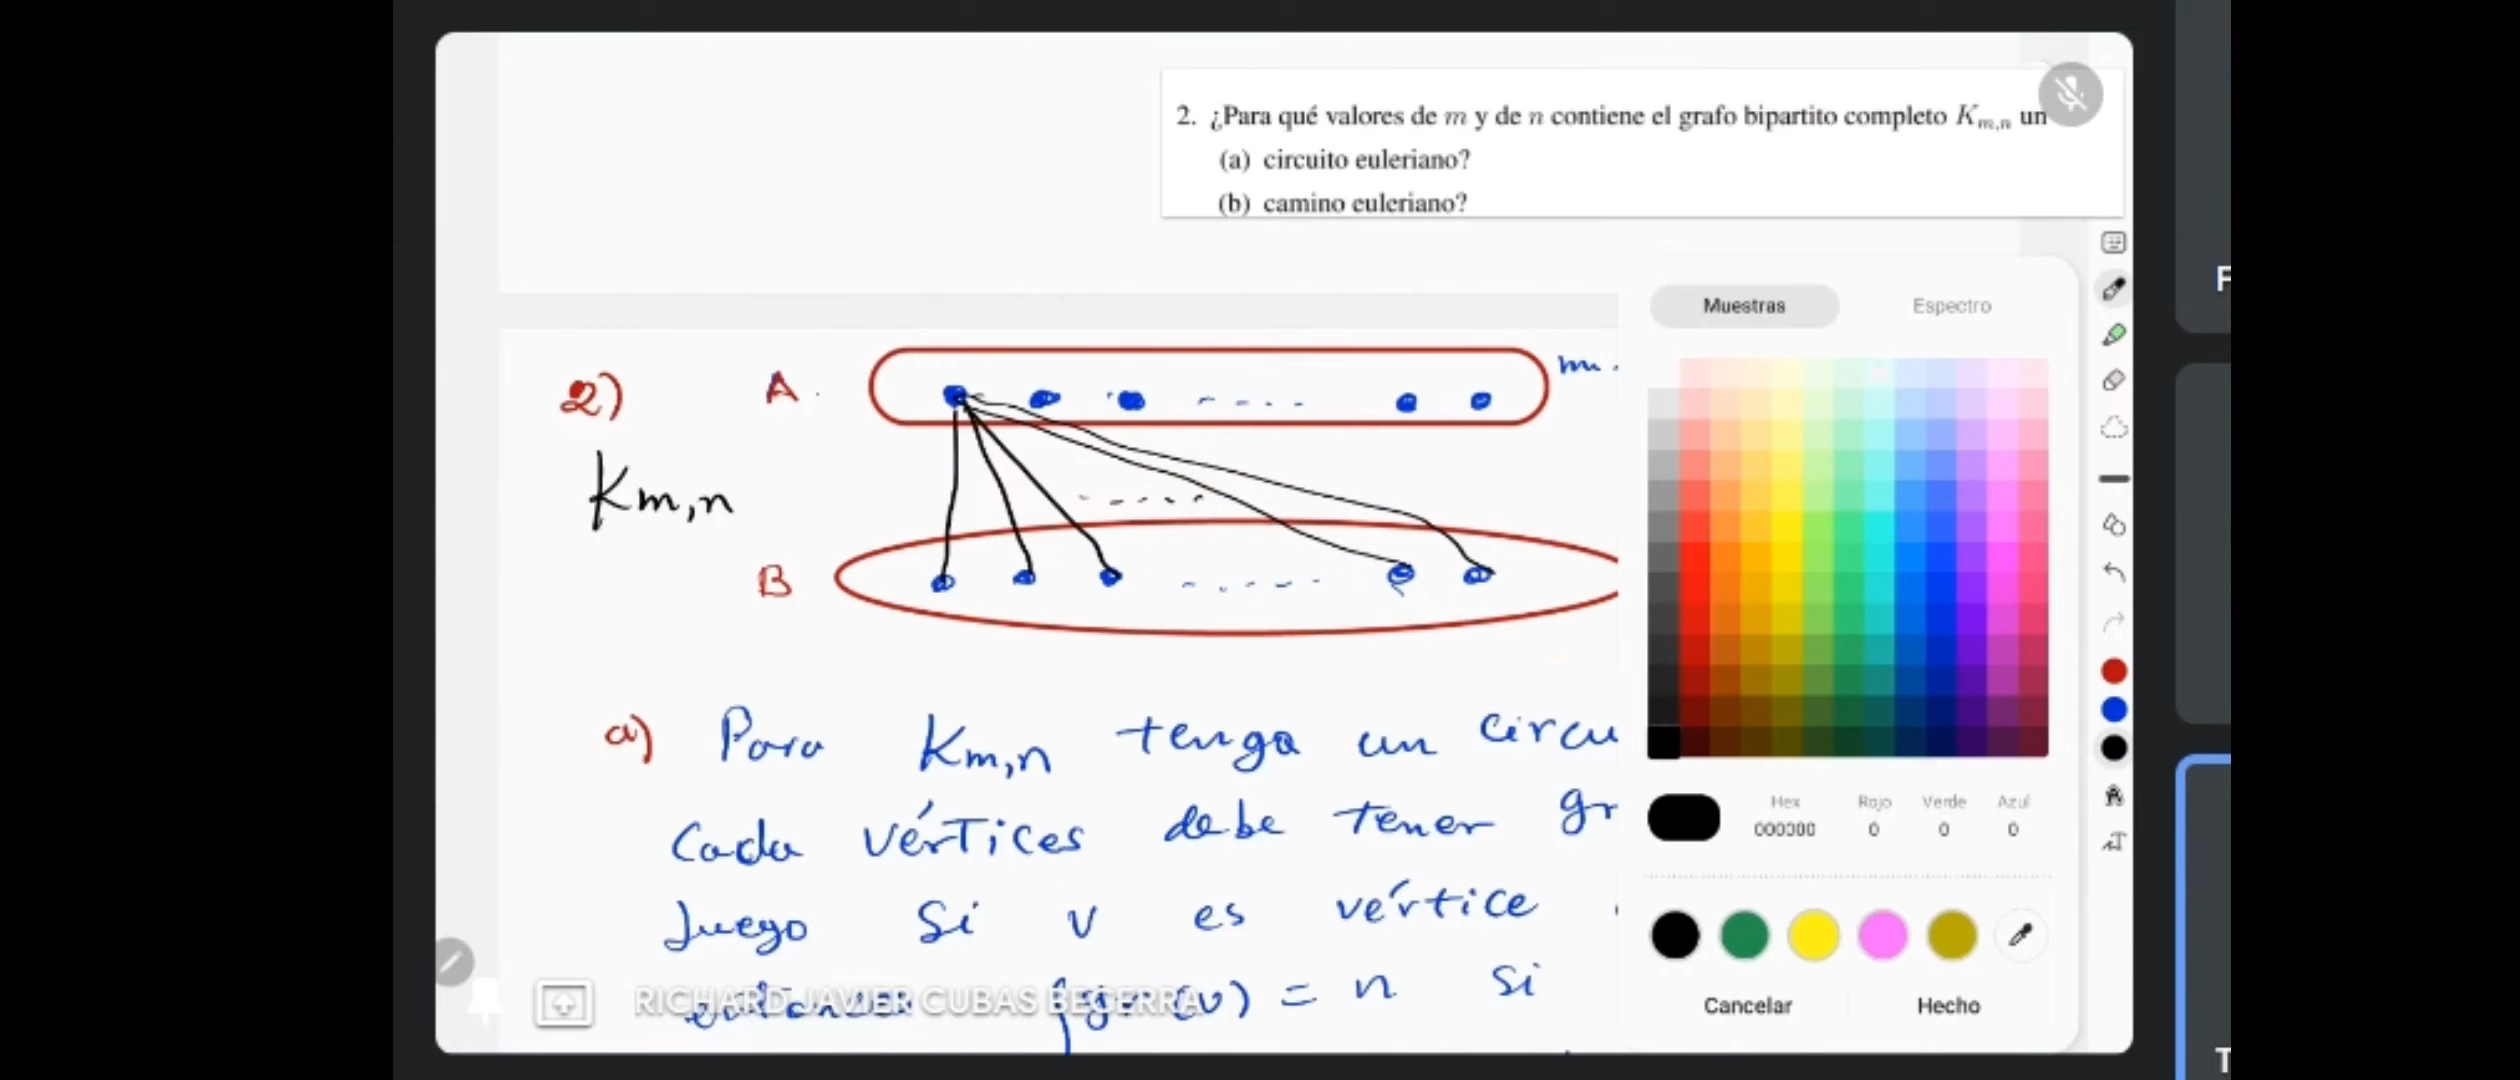 2. ¿Para qué valores de m y de n contiene el grafo bipartito completo Km,n un
(a) circuito euleriano?
(b) camino euleriano?
Muestras Espectro
2) A m
Km,n
B
a) Para Km,n tenga un circu
Cada vértices debe tener gr
Luego Si v es vértice
entonces gr(v) = n si
RICHARD JAVIER CUBAS BECERRA
Hex Rojo Verde Azul
000000 0 0 0
Cancelar Hecho
F
T